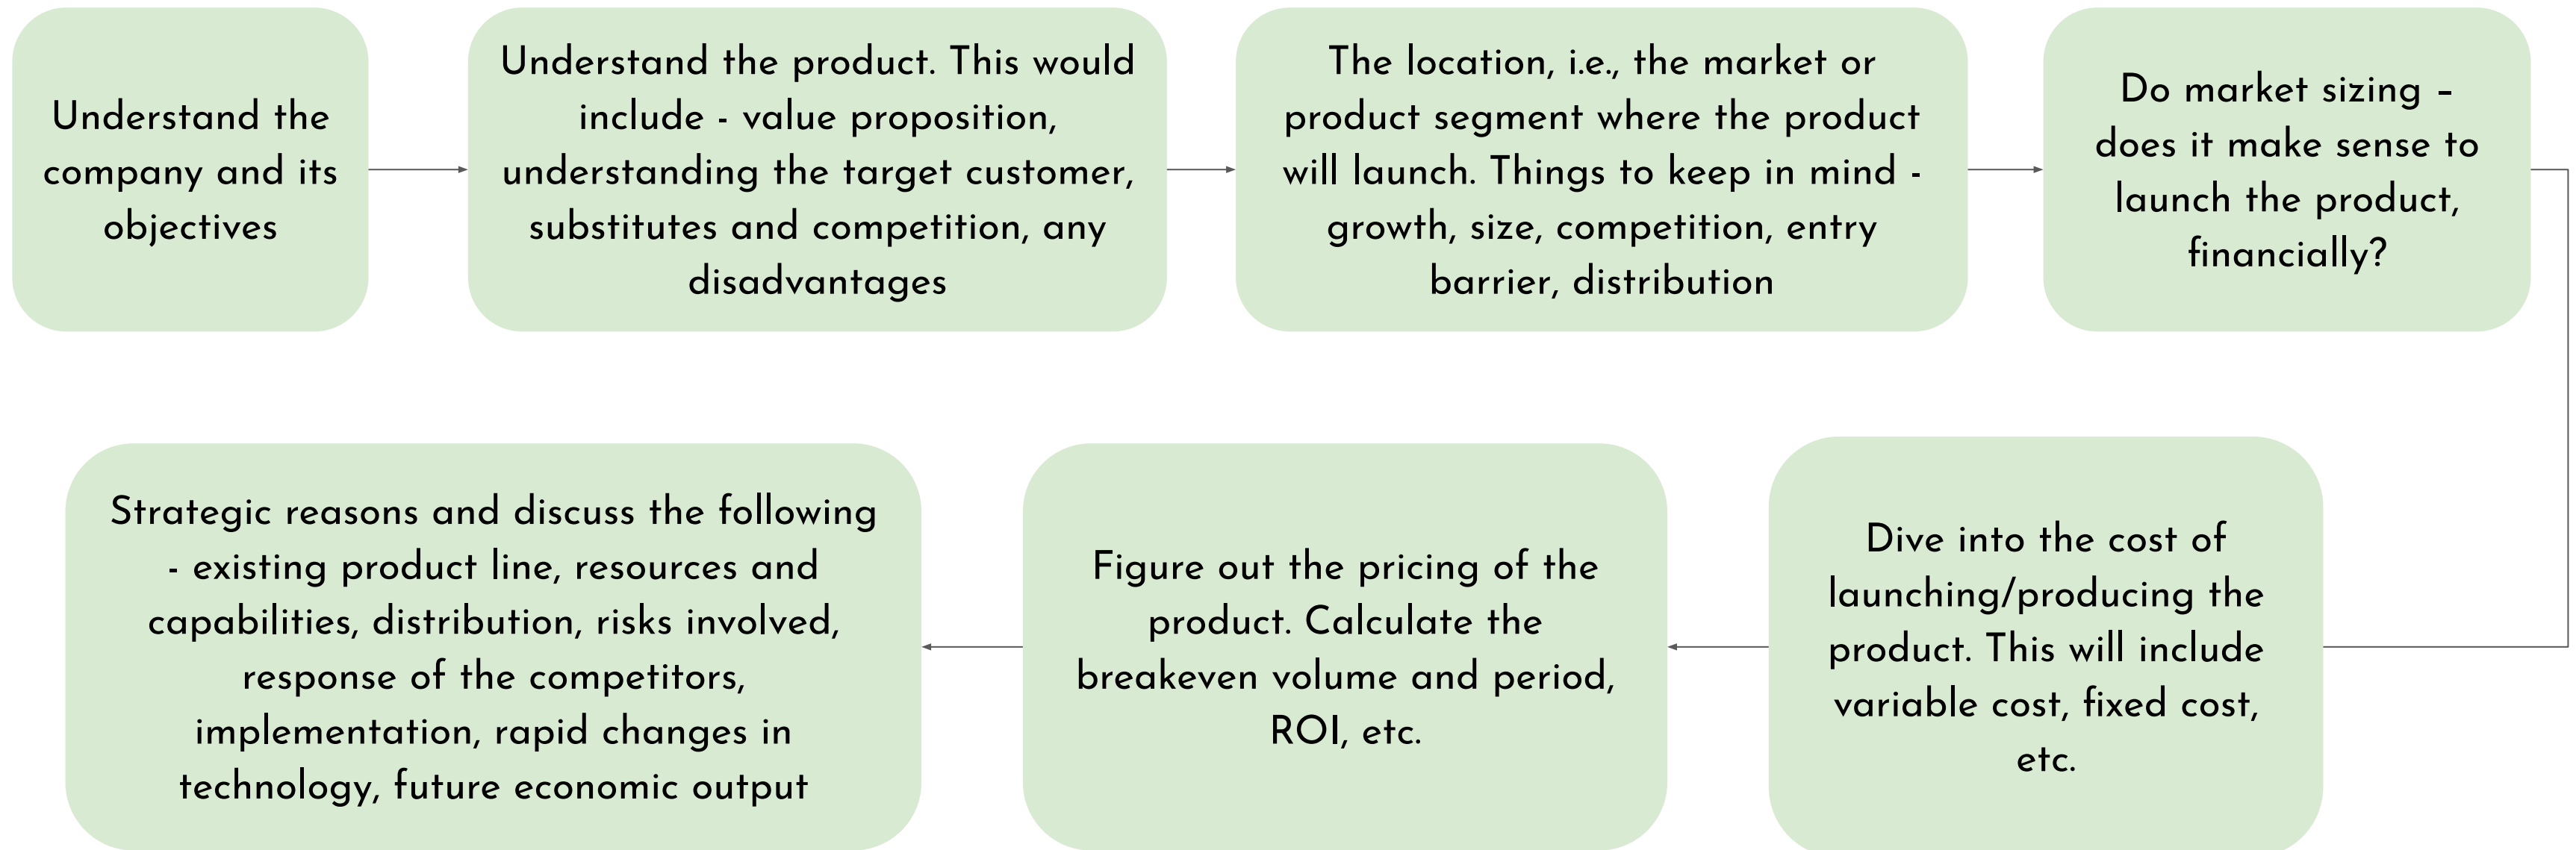 Understand the
company and its
objectives
Understand the product. This would
include - value proposition,
understanding the target customer,
substitutes and competition, any
disadvantages
The location, i.e., the market or
product segment where the product
will launch. Things to keep in mind -
growth, size, competition, entry
barrier, distribution
Do market sizing –
does it make sense to
launch the product,
financially?
Dive into the cost of
launching/producing the
product. This will include
variable cost, fixed cost,
etc.
Figure out the pricing of the
product. Calculate the
breakeven volume and period,
ROI, etc.
Strategic reasons and discuss the following
- existing product line, resources and
capabilities, distribution, risks involved,
response of the competitors,
implementation, rapid changes in
technology, future economic output